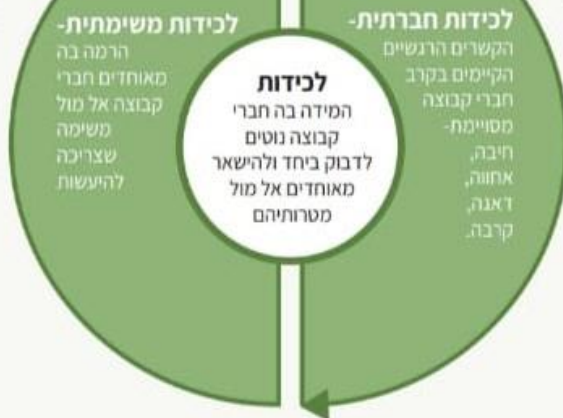 לכידות חברתית-
הקשרים הרגשיים
הקיימים בקרב
חברי קבוצה
מסויימת-
חיבה,
אחווה,
דאגה,
קרבה.
לכידות
המידה בה חברי
קבוצה נוטים
לדבוק ביחד ולהישאר
מאוחדים אל מול
מטרותיהם
לכידות משימתית-
הרמה בה
מאוחדים חברי
קבוצה אל מול
משימה
שצריכה
להיעשות